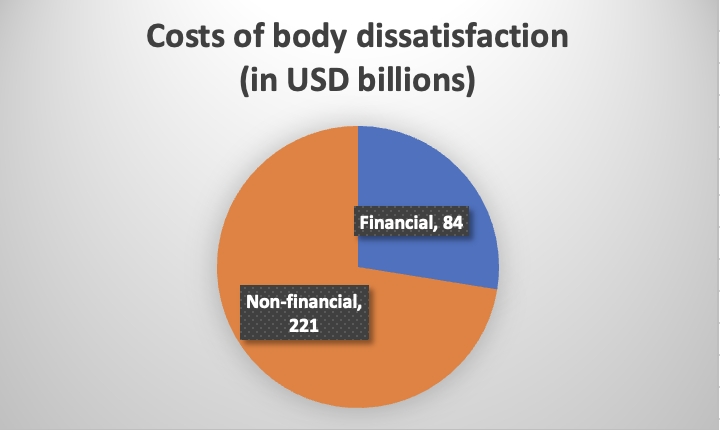 Costs of body dissatisfaction
(in USD billions)
Financial, 84
Non-financial,
221